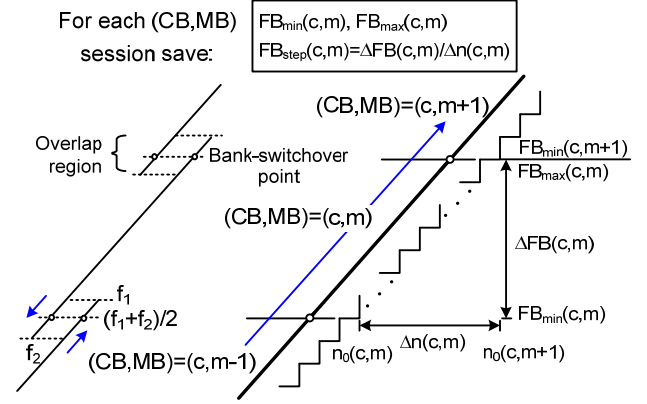 For each (CB,MB)
session save:
FBmin(c,m), FBmax(c,m)
FBstep(c,m)=ΔFB(c,m)/Δn(c,m)
(CB,MB)=(c,m+1)
Overlap
region
Bank-switchover
point
FBmin(c,m+1)
FBmax(c,m)
(CB,MB)=(c,m)
ΔFB(c,m)
f1
(f1+f2)/2
f2
FBmin(c,m)
(CB,MB)=(c,m-1)
n0(c,m)
Δn(c,m)
n0(c,m+1)